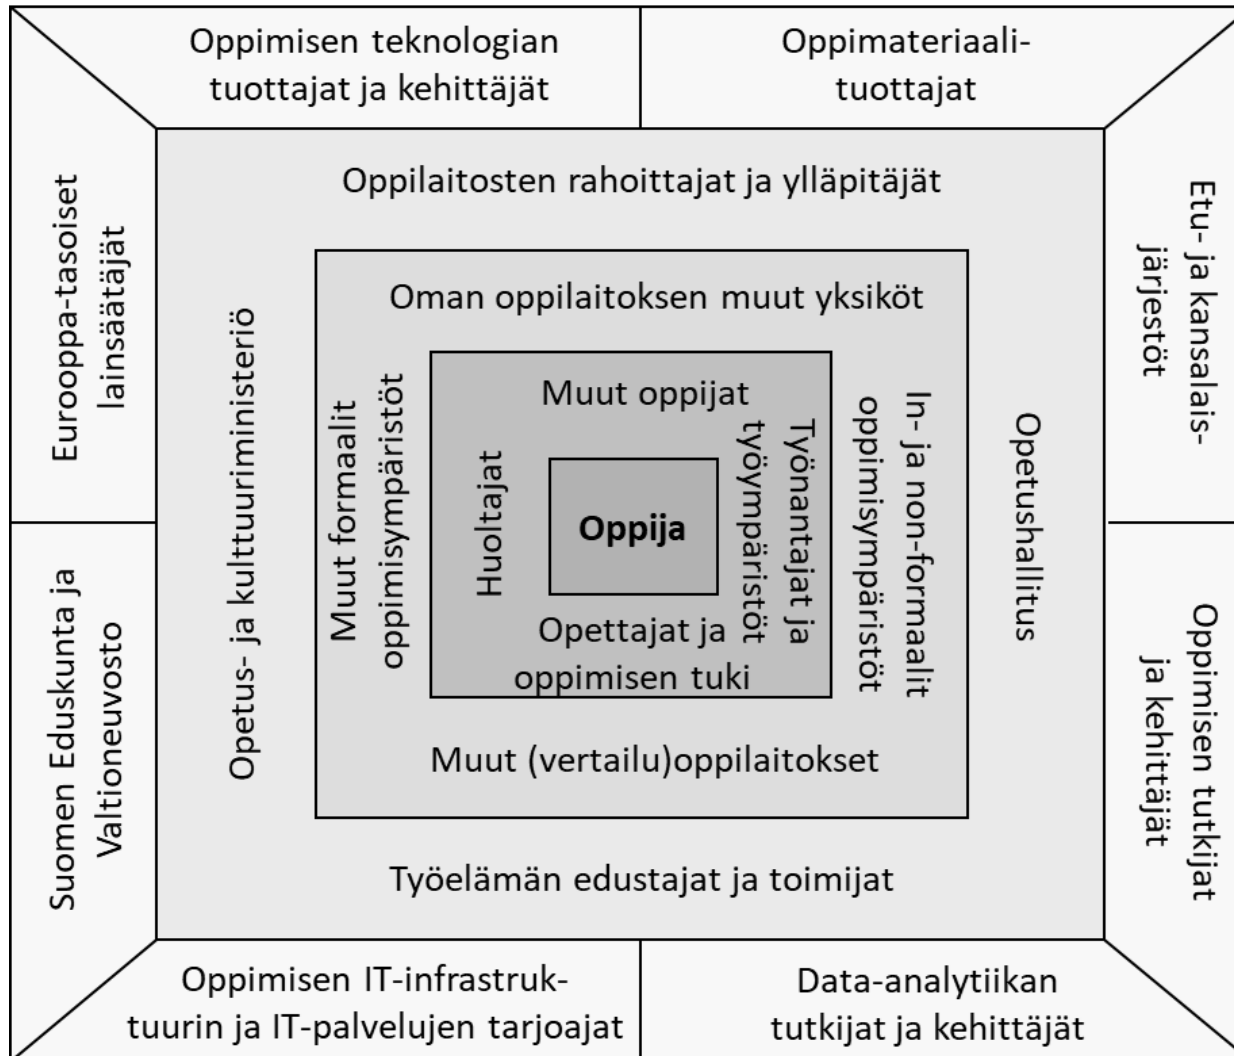 Oppimisen teknologian
tuottajat ja kehittäjät
Oppimateriaali-
tuottajat
Eurooppa-tasoiset
lainsäätäjät
Etu- ja kansalais-
järjestöt
Oppilaitosten rahoittajat ja ylläpitäjät
Opetus- ja kulttuuriministeriö
Oman oppilaitoksen muut yksiköt
Muut formaalit
oppimisympäristöt
Muut oppijat
Huoltajat
Oppija
Työnantajat ja
työympäristöt
In- ja non-formaalit
oppimisympäristöt
Opetushallitus
Opettajat ja
oppimisen tuki
Muut (vertailu)oppilaitokset
Suomen Eduskunta ja
Valtioneuvosto
Oppimisen tutkijat
ja kehittäjät
Työelämän edustajat ja toimijat
Oppimisen IT-infrastruk-
tuurin ja IT-palvelujen tarjoajat
Data-analytiikan
tutkijat ja kehittäjät